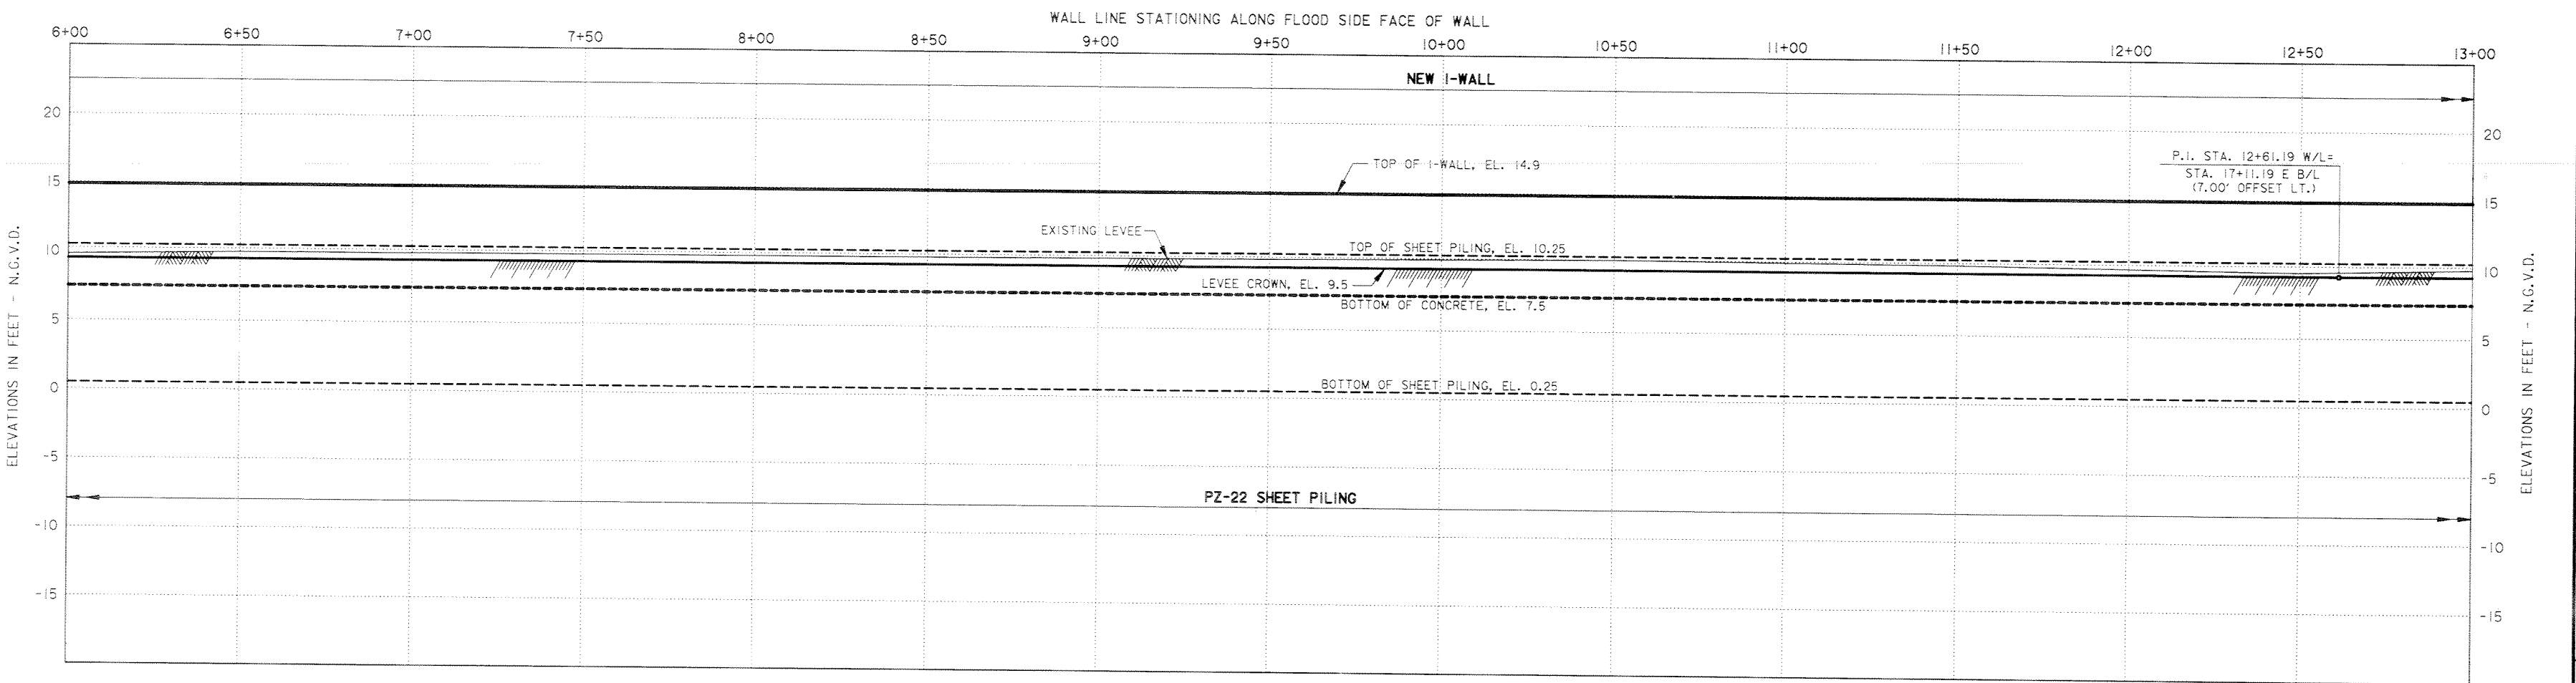 WALL LINE STATIONING ALONG FLOOD SIDE FACE OF WALL
6+00 6+50 7+00 7+50 8+00 8+50 9+00 9+50 10+00 10+50 11+00 11+50 12+00 12+50 13+00
NEW I-WALL
20 20
TOP OF I-WALL, EL. 14.9
P.I. STA. 12+61.19 W/L=
STA. 17+11.19 E B/L
(7.00' OFFSET LT.)
15 15
EXISTING LEVEE
TOP OF SHEET PILING, EL. 10.25
10 10
LEVEE CROWN, EL. 9.5
BOTTOM OF CONCRETE, EL. 7.5
5 5
BOTTOM OF SHEET PILING, EL. 0.25
0 0
-5 -5
PZ-22 SHEET PILING
-10 -10
-15 -15
ELEVATIONS IN FEET - N.G.V.D.
ELEVATIONS IN FEET - N.G.V.D.